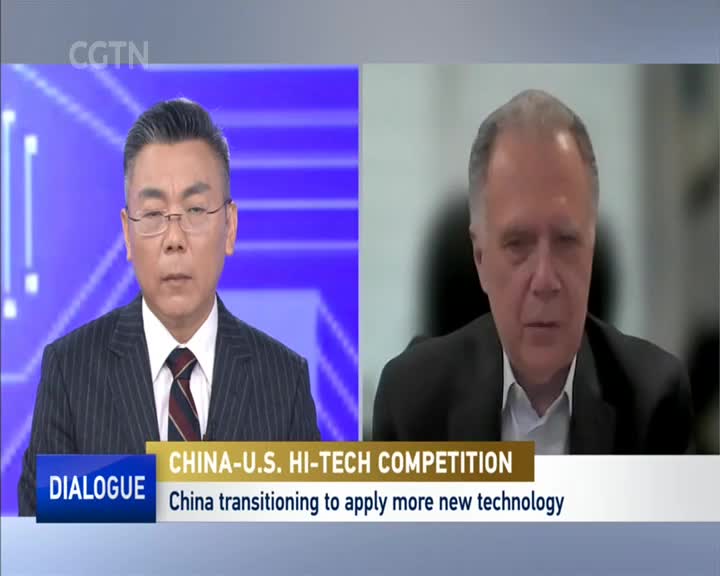 CGTN
CHINA-U.S. HI-TECH COMPETITION
DIALOGUE
China transitioning to apply more new technology